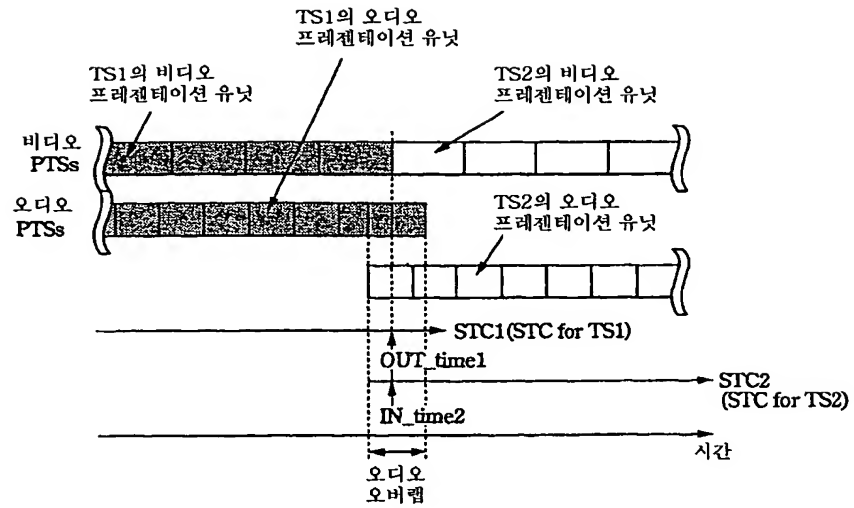 TS1의 오디오
프레젠테이션 유닛
TS1의 비디오
프레젠테이션 유닛
TS2의 비디오
프레젠테이션 유닛
비디오
PTSs
오디오
PTSs
TS2의 오디오
프레젠테이션 유닛
STC1(STC for TS1)
OUT_time1
STC2
(STC for TS2)
IN_time2
시간
오디오
오버랩